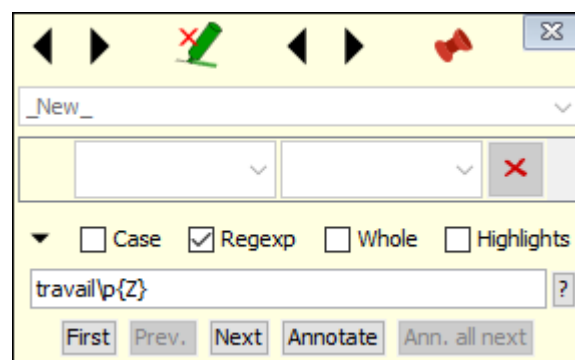 _New_
Case Regexp Whole Highlights
travail\p{Z}
?
First Prev. Next Annotate Ann. all next